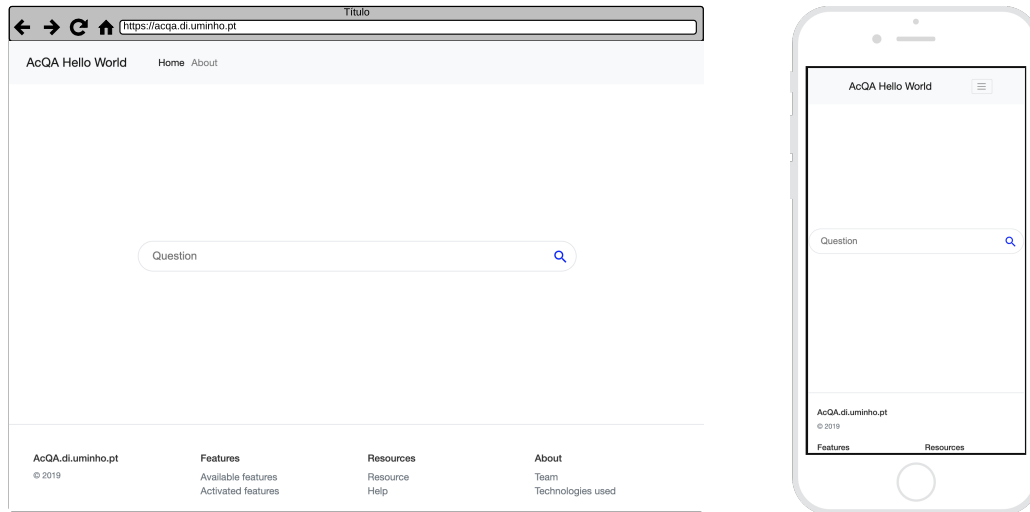 Título
https://acqa.di.uminho.pt
AcQA Hello World Home About
Question
AcQA.di.uminho.pt
© 2019
Features
Available features
Activated features
Resources
Resource
Help
About
Team
Technologies used
AcQA Hello World
Question
AcQA.di.uminho.pt
© 2019
Features Resources